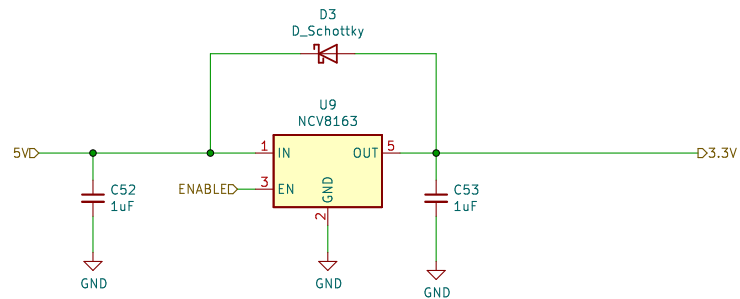 D3
D_Schottky
U9
NCV8163
5V
1
IN
OUT
5
3.3V
ENABLE
3
EN
GND
2
C52
1uF
C53
1uF
GND
GND
GND